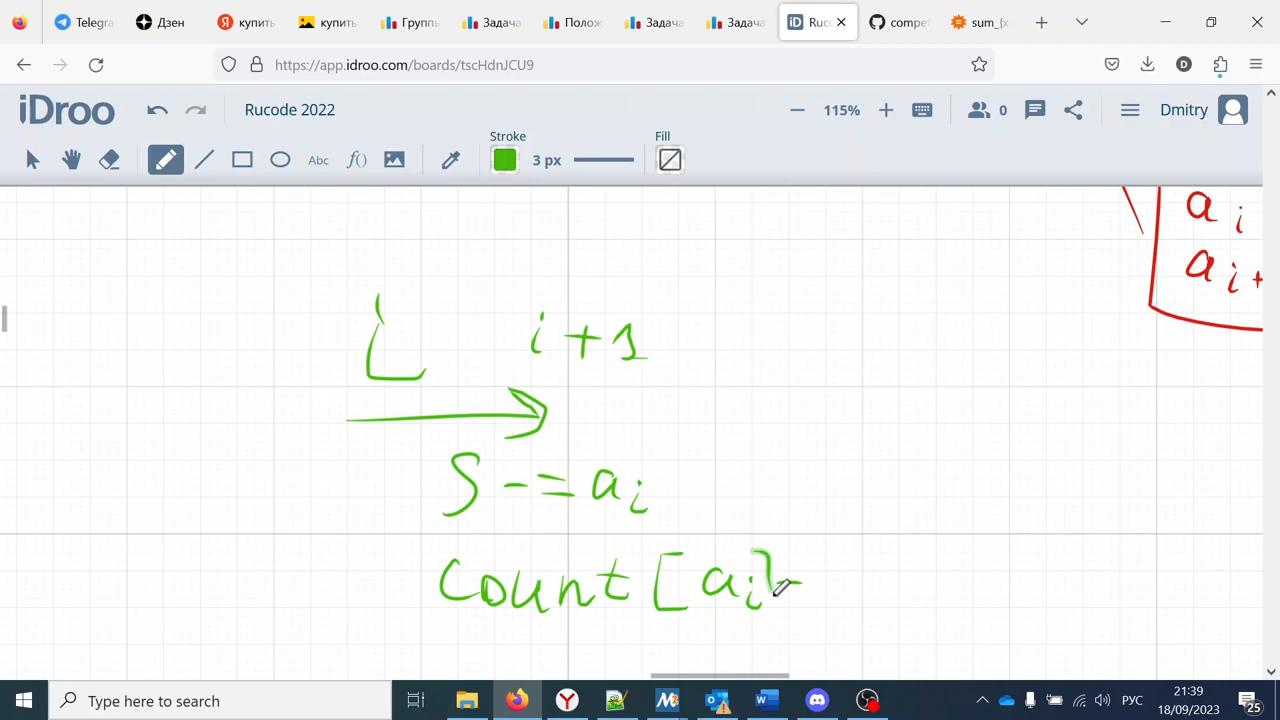 Telegra
Дзен
купить
купить
Групп
Задача
Полож
Задача
Задача
Ruc
compet
sum_(x
https://app.idroo.com/boards/tscHdnJCU9
D
iDroo
Rucode 2022
115%
0
Dmitry
Stroke
Fill
Abc
f()
3 px
a i
a i+
L i+1
S -= a i
Count [ a i ] -
Type here to search
РУС
21:39
18/09/2023
25